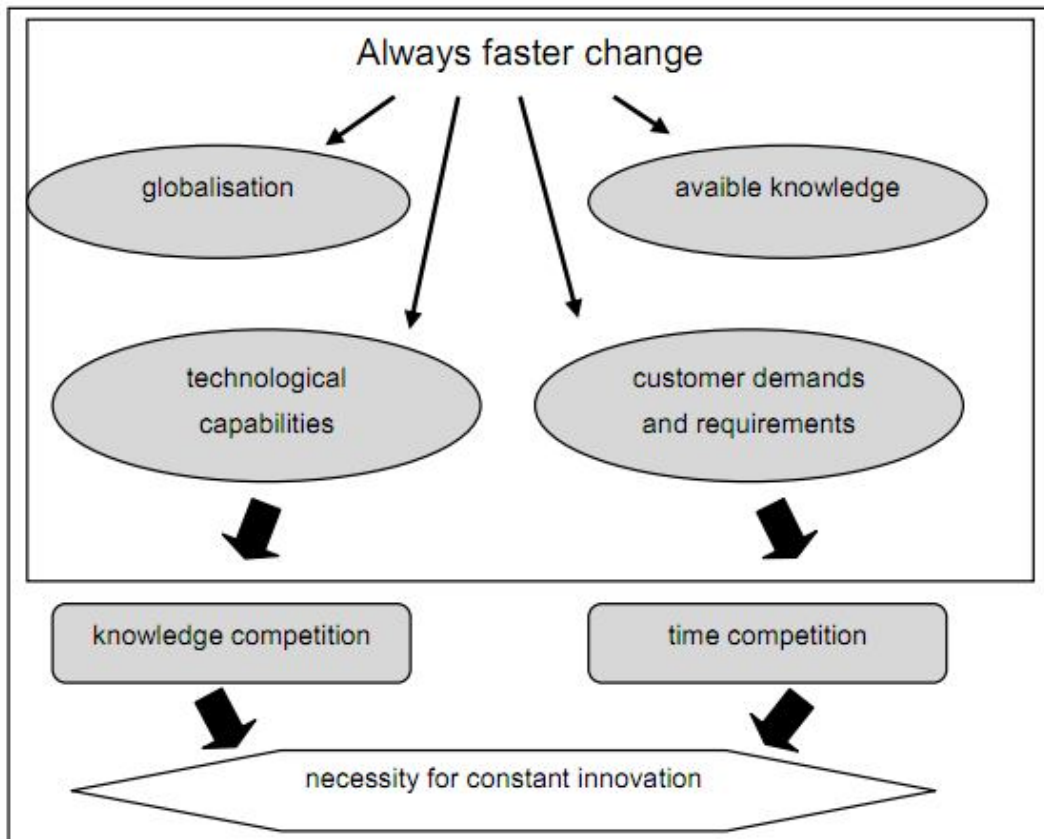 Always faster change
globalisation
avaible knowledge
technological
capabilities
customer demands
and requirements
knowledge competition
time competition
necessity for constant innovation